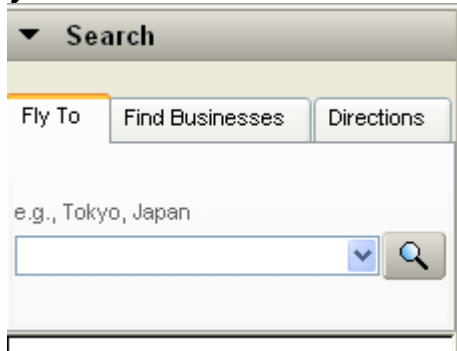 Search
Fly To Find Businesses Directions
e.g., Tokyo, Japan